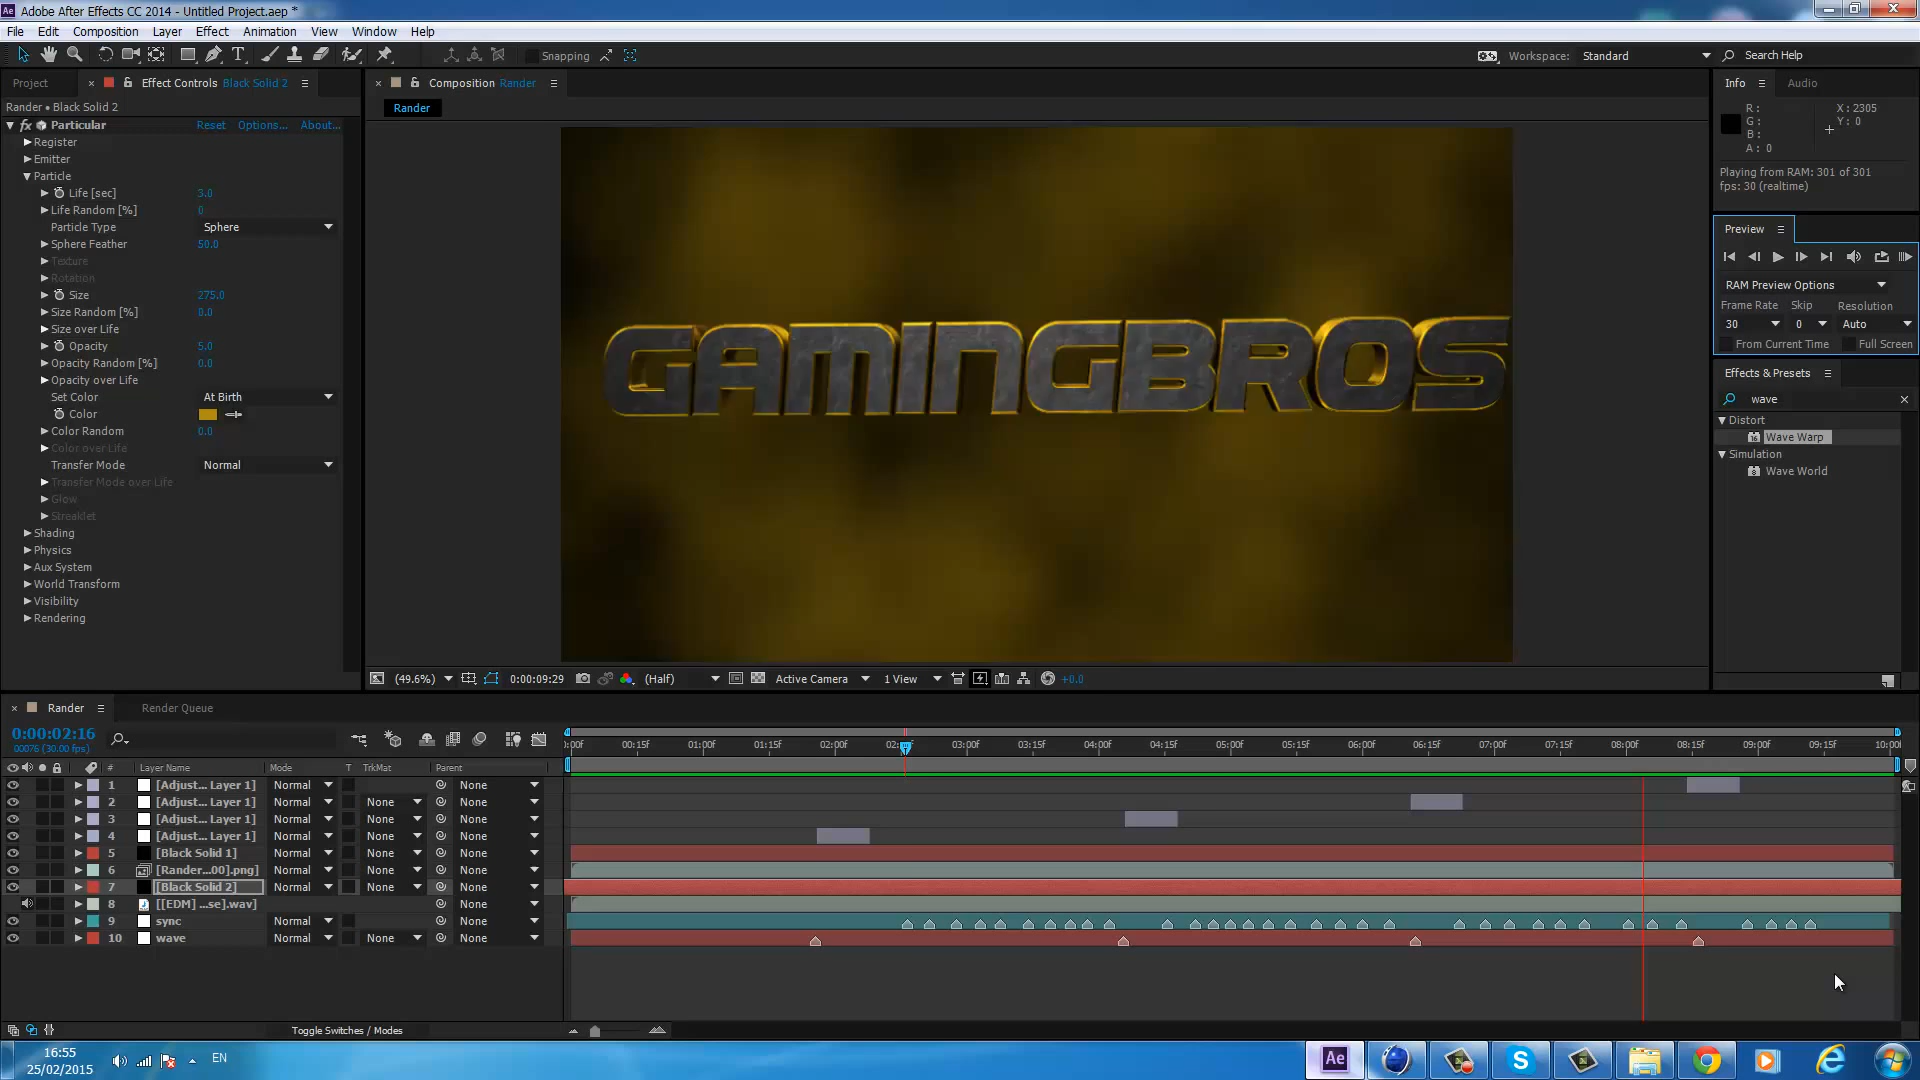 Adobe After Effects CC 2014 - Untitled Project.aep *
File Edit Composition Layer Effect Animation View Window Help
Snapping
Workspace: Standard
Search Help
Project
Effect Controls Black Solid 2
Rander • Black Solid 2
Particular Reset Options... About...
Register
Emitter
Particle
Life [sec] 3.0
Life Random [%] 0
Particle Type Sphere
Sphere Feather 50.0
Texture
Rotation
Size 275.0
Size Random [%] 0.0
Size over Life
Opacity 5.0
Opacity Random [%] 0.0
Opacity over Life
Set Color At Birth
Color
Color Random 0.0
Color over Life
Transfer Mode Normal
Transfer Mode over Life
Glow
Streaklet
Shading
Physics
Aux System
World Transform
Visibility
Rendering
Composition Rander
Rander
GAMINGBROS
(49.6%) 0:00:09:29 (Half) Active Camera 1 View +0.0
Info Audio
R: X: 2305
G: Y: 0
B:
A: 0
Playing from RAM: 301 of 301
fps: 30 (realtime)
Preview
RAM Preview Options
Frame Rate Skip Resolution
30 0 Auto
From Current Time Full Screen
Effects & Presets
wave
Distort
Wave Warp
Simulation
Wave World
Rander Render Queue
0:00:02:16
00076 (30.00 fps)
00:15f 01:00f 01:15f 02:00f 03:00f 03:15f 04:00f 04:15f 05:00f 05:15f 06:00f 06:15f 07:00f 07:15f 08:00f 08:15f 09:00f 09:15f
# Layer Name Mode T TrkMat Parent
1 [Adjust... Layer 1] Normal None
2 [Adjust... Layer 1] Normal None None
3 [Adjust... Layer 1] Normal None None
4 [Adjust... Layer 1] Normal None None
5 [Black Solid 1] Normal None None
6 [Rander...00].png] Normal None None
7 [Black Solid 2] Normal None None
8 [[EDM] ...se].wav] None
9 sync Normal None
10 wave Normal None None
Toggle Switches / Modes
16:55
25/02/2015
EN
Ae